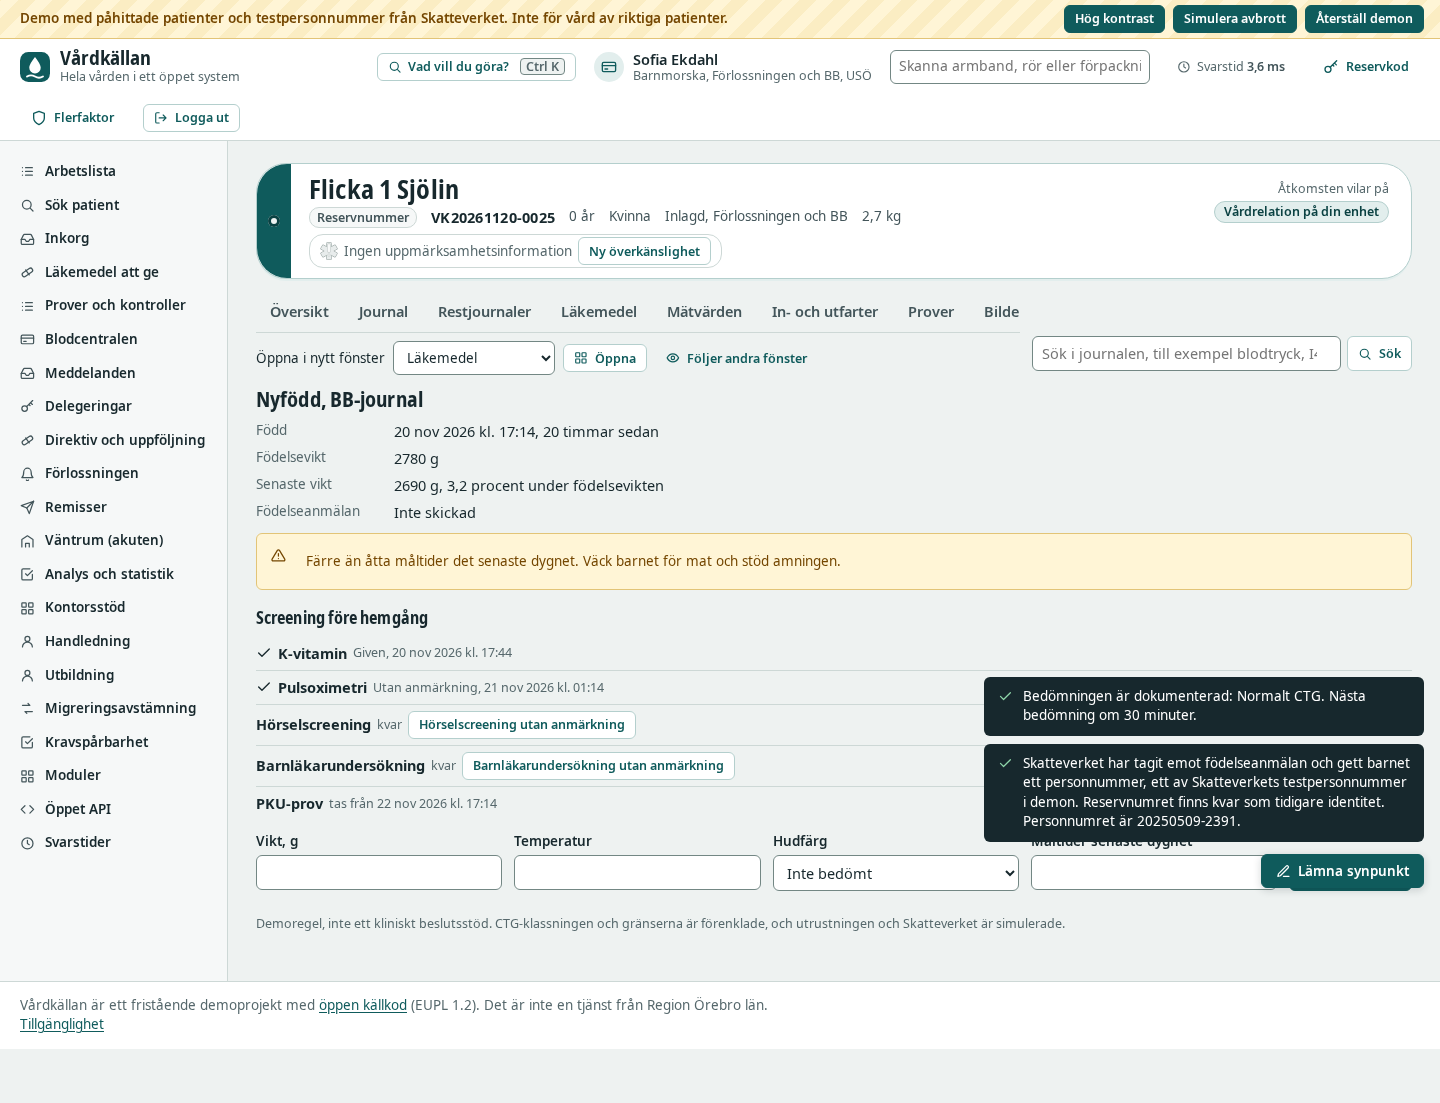 Demo med påhittade patienter och testpersonnummer från Skatteverket. Inte för vård av riktiga patienter.
Hög kontrast
Simulera avbrott
Återställ demon
Vårdkällan
Hela vården i ett öppet system
Vad vill du göra? Ctrl K
Sofia Ekdahl
Barnmorska, Förlossningen och BB, USÖ
Skanna armband, rör eller förpackni
Svarstid 3,6 ms
Reservkod
Flerfaktor
Logga ut
Arbetslista
Sök patient
Inkorg
Läkemedel att ge
Prover och kontroller
Blodcentralen
Meddelanden
Delegeringar
Direktiv och uppföljning
Förlossningen
Remisser
Väntrum (akuten)
Analys och statistik
Kontorsstöd
Handledning
Utbildning
Migreringsavstämning
Kravspårbarhet
Moduler
Öppet API
Svarstider
Flicka 1 Sjölin
Reservnummer VK20261120-0025 0 år Kvinna Inlagd, Förlossningen och BB 2,7 kg
Ingen uppmärksamhetsinformation Ny överkänslighet
Åtkomsten vilar på
Vårdrelation på din enhet
Översikt Journal Restjournaler Läkemedel Mätvärden In- och utfarter Prover Bilde
Öppna i nytt fönster Läkemedel Öppna Följer andra fönster
Sök i journalen, till exempel blodtryck, I4 Sök
Nyfödd, BB-journal
Född 20 nov 2026 kl. 17:14, 20 timmar sedan
Födelsevikt 2780 g
Senaste vikt 2690 g, 3,2 procent under födelsevikten
Födelseanmälan Inte skickad
Färre än åtta måltider det senaste dygnet. Väck barnet för mat och stöd amningen.
Screening före hemgång
K-vitamin Given, 20 nov 2026 kl. 17:44
Pulsoximetri Utan anmärkning, 21 nov 2026 kl. 01:14
Hörselscreening kvar Hörselscreening utan anmärkning
Barnläkarundersökning kvar Barnläkarundersökning utan anmärkning
PKU-prov tas från 22 nov 2026 kl. 17:14
Bedömningen är dokumenterad: Normalt CTG. Nästa
bedömning om 30 minuter.
Skatteverket har tagit emot födelseanmälan och gett barnet
ett personnummer, ett av Skatteverkets testpersonnummer
i demon. Reservnumret finns kvar som tidigare identitet.
Personnumret är 20250509-2391.
Vikt, g Temperatur Hudfärg Måltider senaste dygnet
Inte bedömt
Lämna synpunkt
Demoregel, inte ett kliniskt beslutsstöd. CTG-klassningen och gränserna är förenklade, och utrustningen och Skatteverket är simulerade.
Vårdkällan är ett fristående demoprojekt med öppen källkod (EUPL 1.2). Det är inte en tjänst från Region Örebro län.
Tillgänglighet